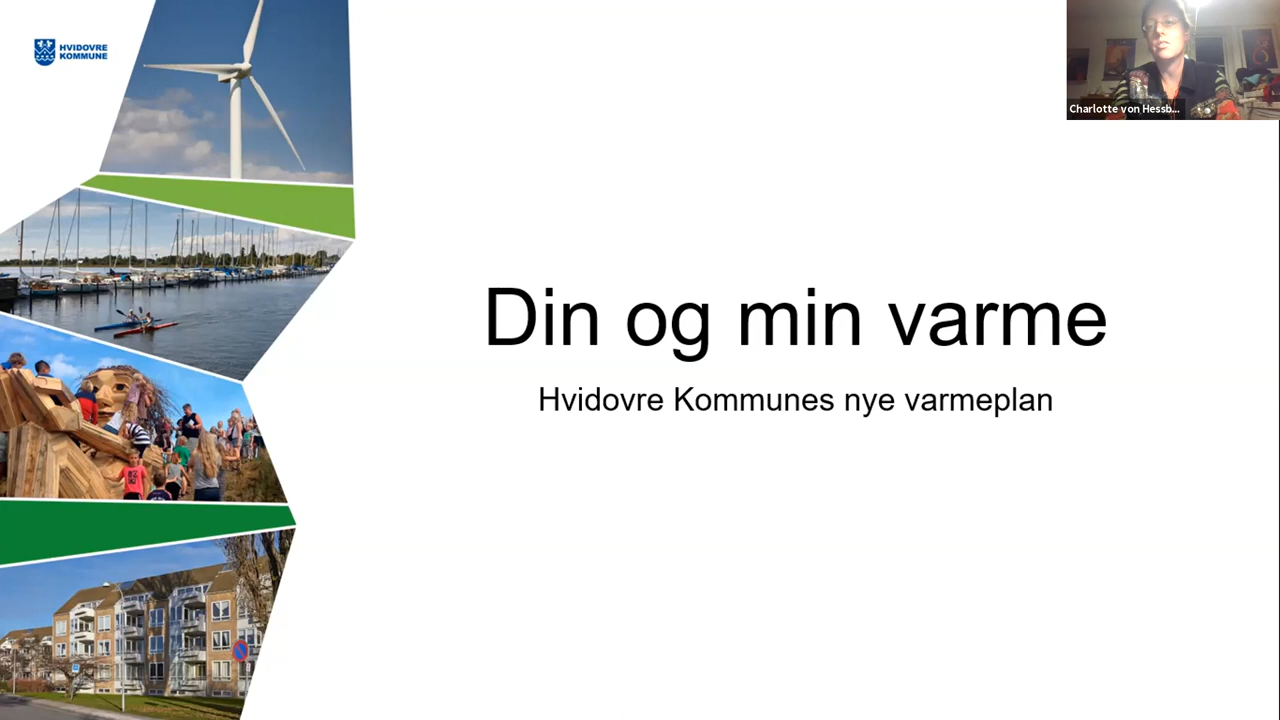 HVIDOVRE
KOMMUNE
Charlotte von Hessb...
Din og min varme
Hvidovre Kommunes nye varmeplan